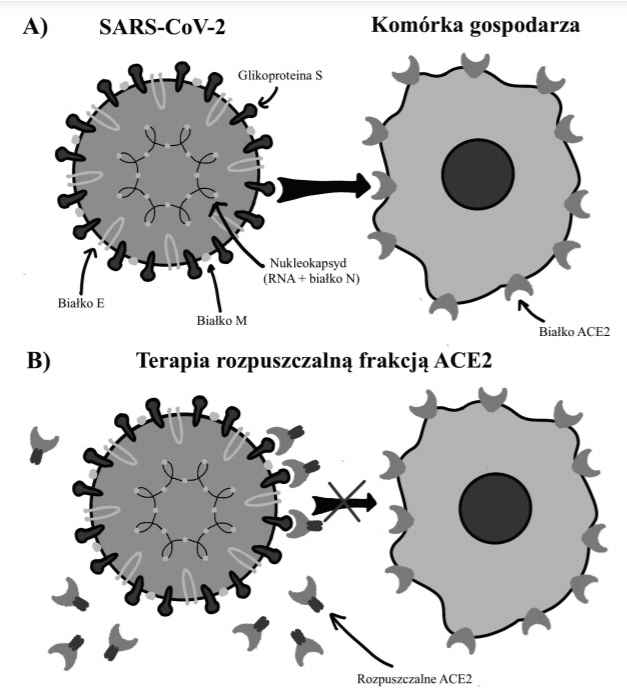 A) SARS-CoV-2 Komórka gospodarza
Glikoproteina S
Nukleokapsyd
(RNA + białko N)
Białko E
Białko M
Białko ACE2
B) Terapia rozpuszczalną frakcją ACE2
Rozpuszczalne ACE2